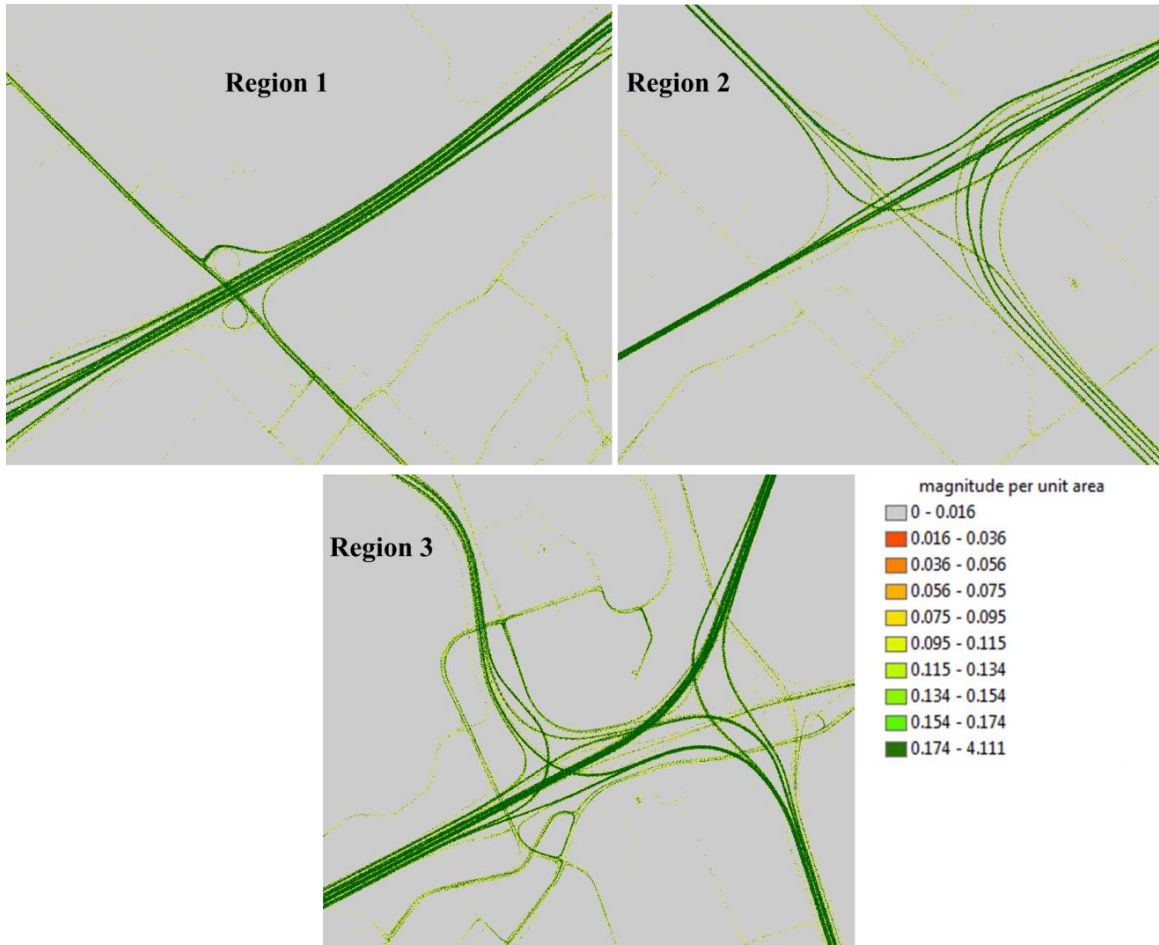 Region 1
Region 2
Region 3
magnitude per unit area
0 - 0.016
0.016 - 0.036
0.036 - 0.056
0.056 - 0.075
0.075 - 0.095
0.095 - 0.115
0.115 - 0.134
0.134 - 0.154
0.154 - 0.174
0.174 - 4.111